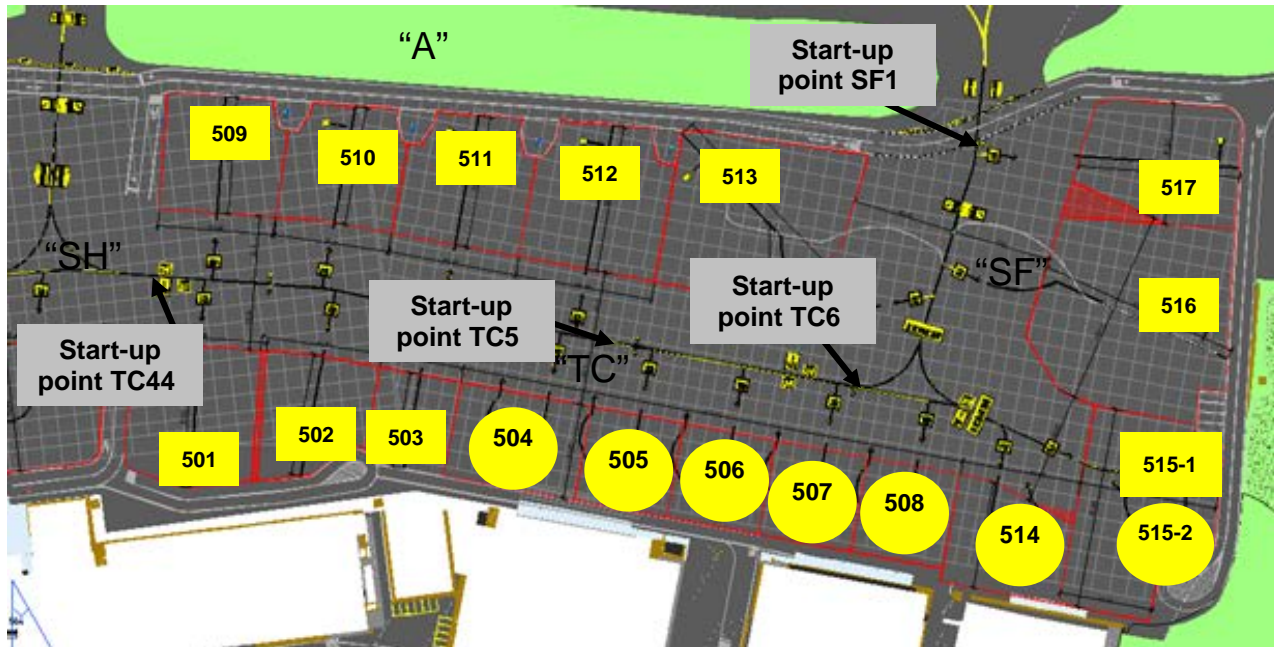 “A”
Start-up
point SF1
509
510
511
512
513
517
“SH”
“SF”
516
Start-up
point TC5
Start-up
point TC6
“TC”
Start-up
point TC44
501
502
503
504
505
506
507
508
514
515-1
515-2